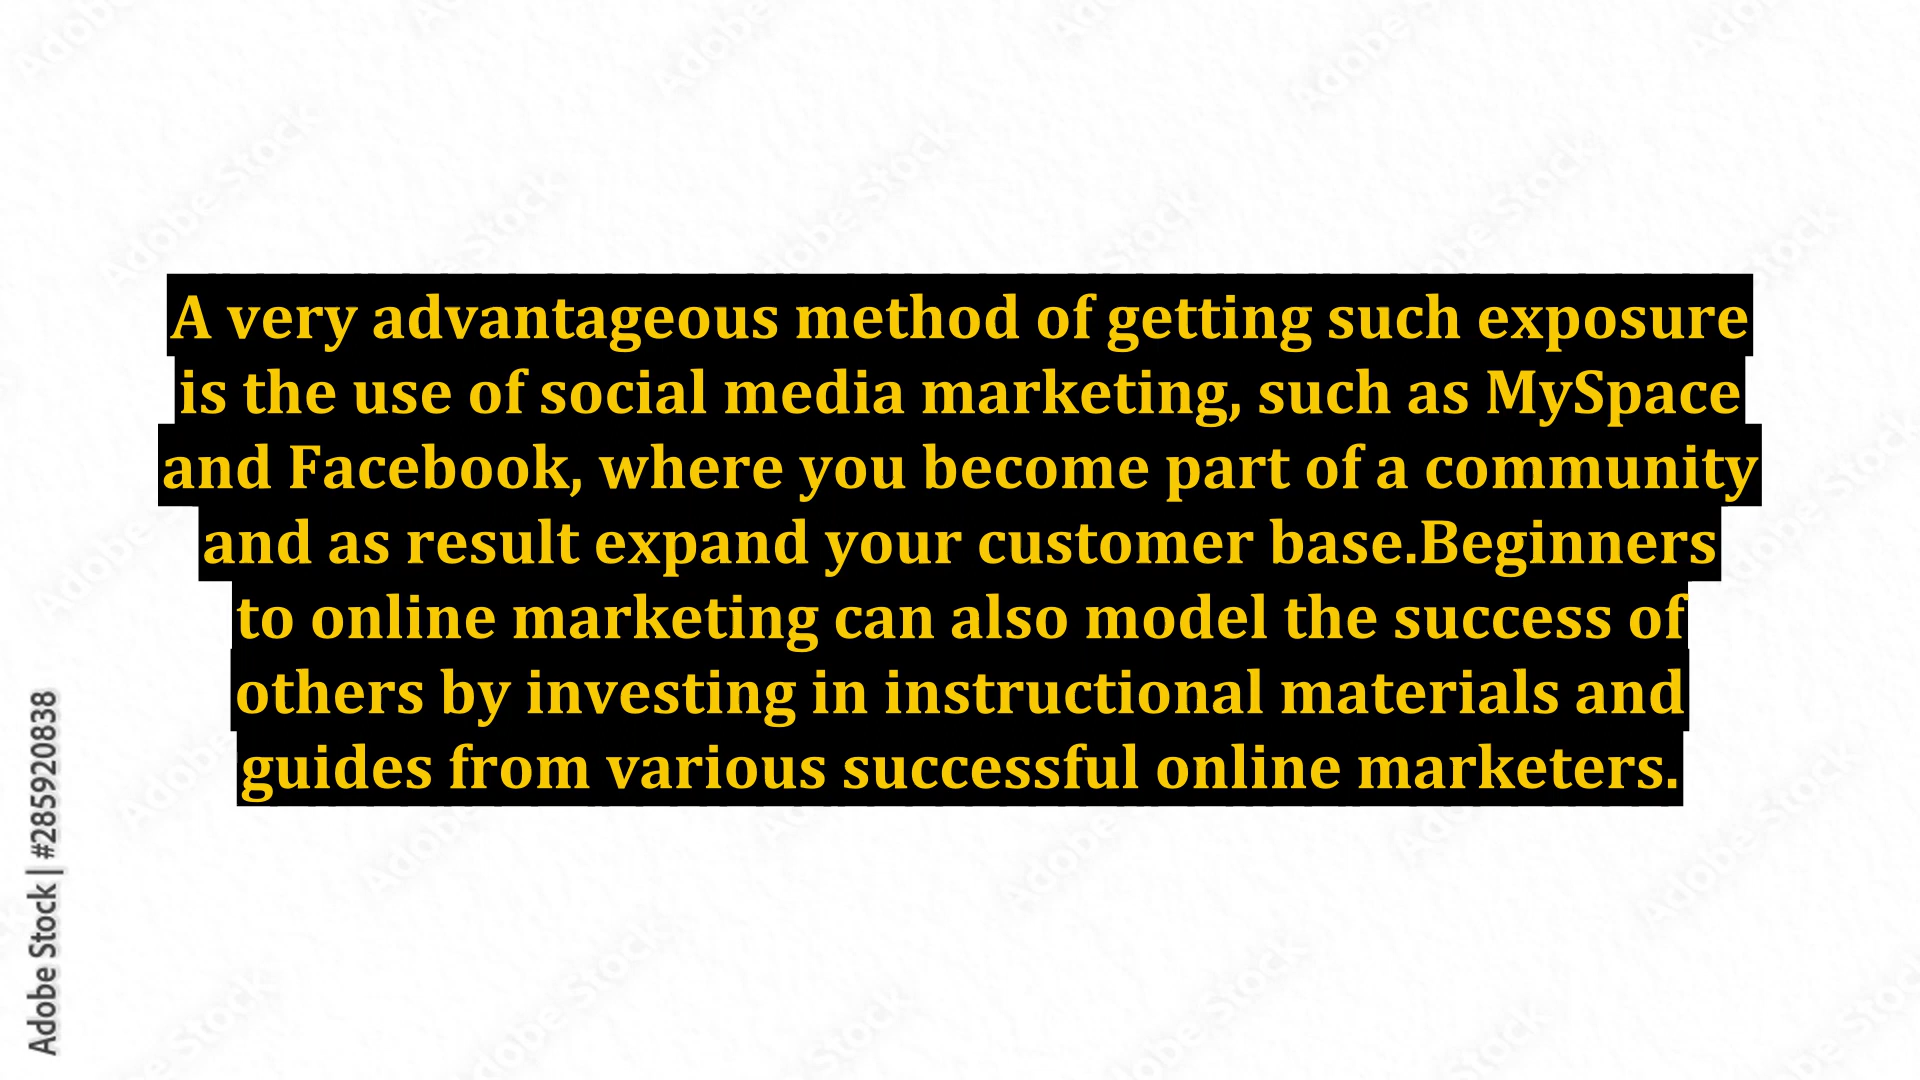 A very advantageous method of getting such exposure
is the use of social media marketing, such as MySpace
and Facebook, where you become part of a community
and as result expand your customer base.Beginners
to online marketing can also model the success of
others by investing in instructional materials and
guides from various successful online marketers.
Adobe Stock | #285920838